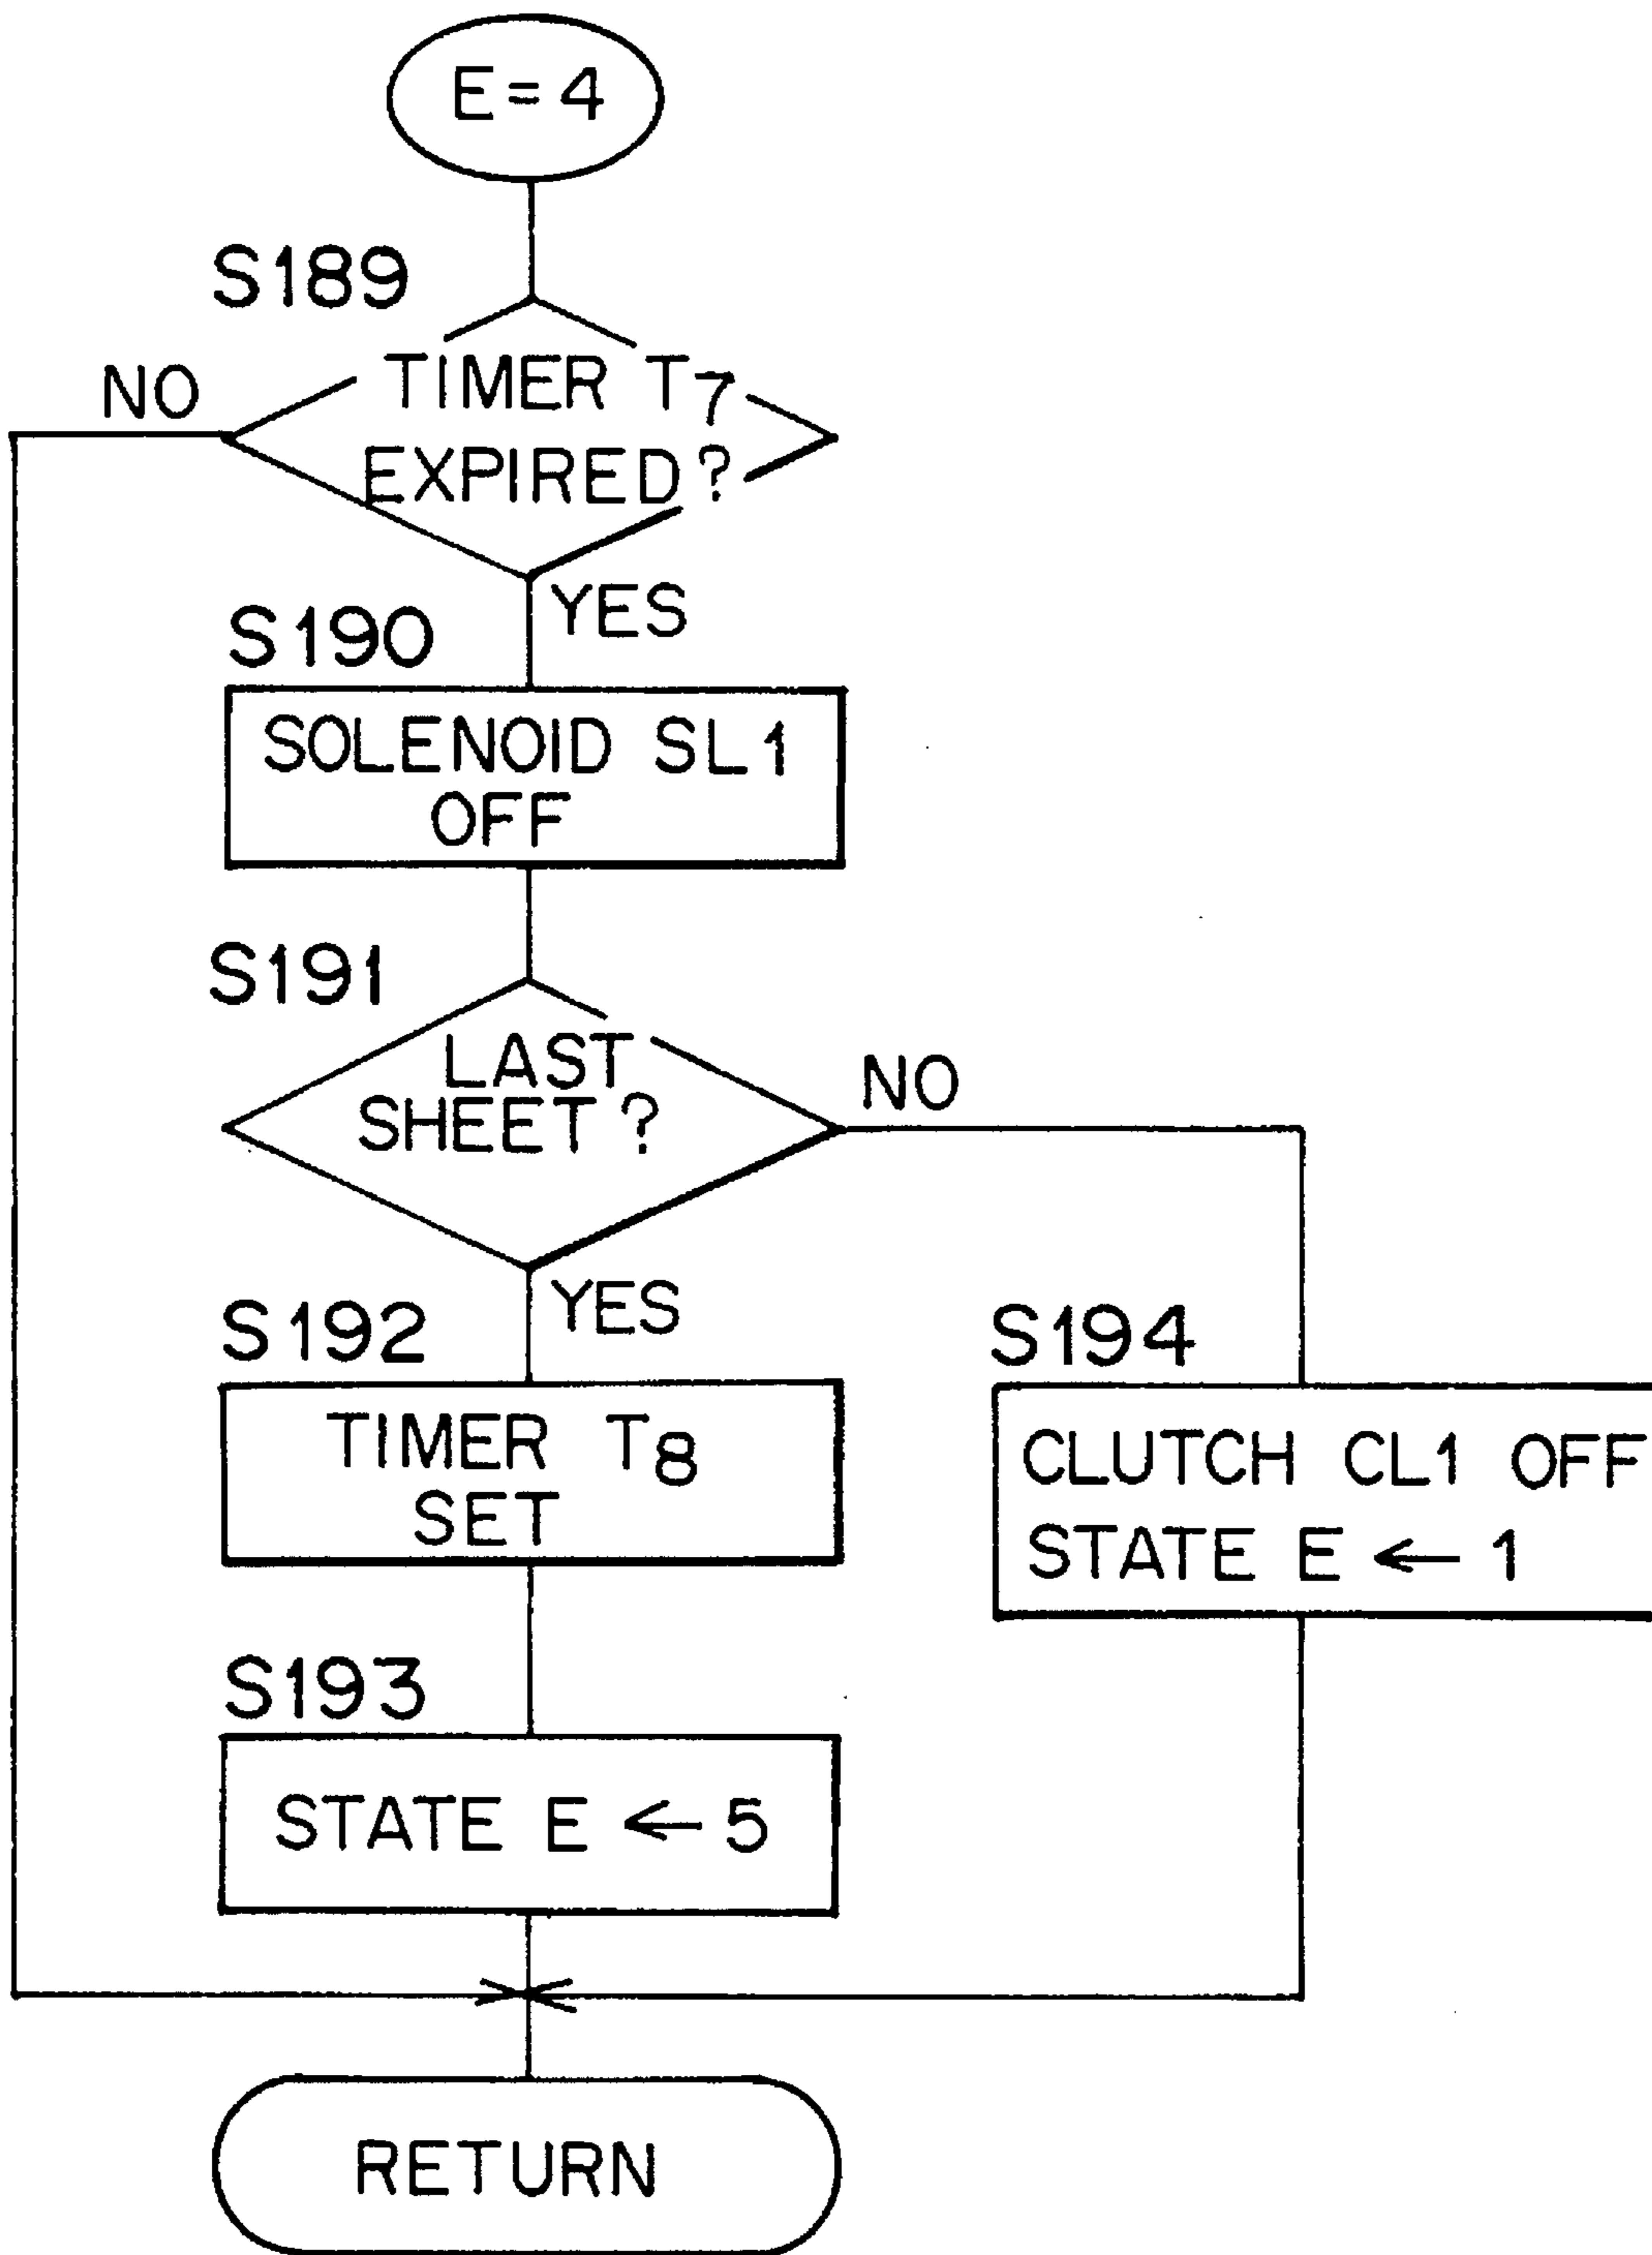 E=4
S189
NO
TIMER T7
EXPIRED?
YES
S190
SOLENOID SL1
OFF
S191
LAST
SHEET?
NO
YES
S192
TIMER T8
SET
S194
CLUTCH CL1 OFF
STATE E ← 1
S193
STATE E ← 5
RETURN